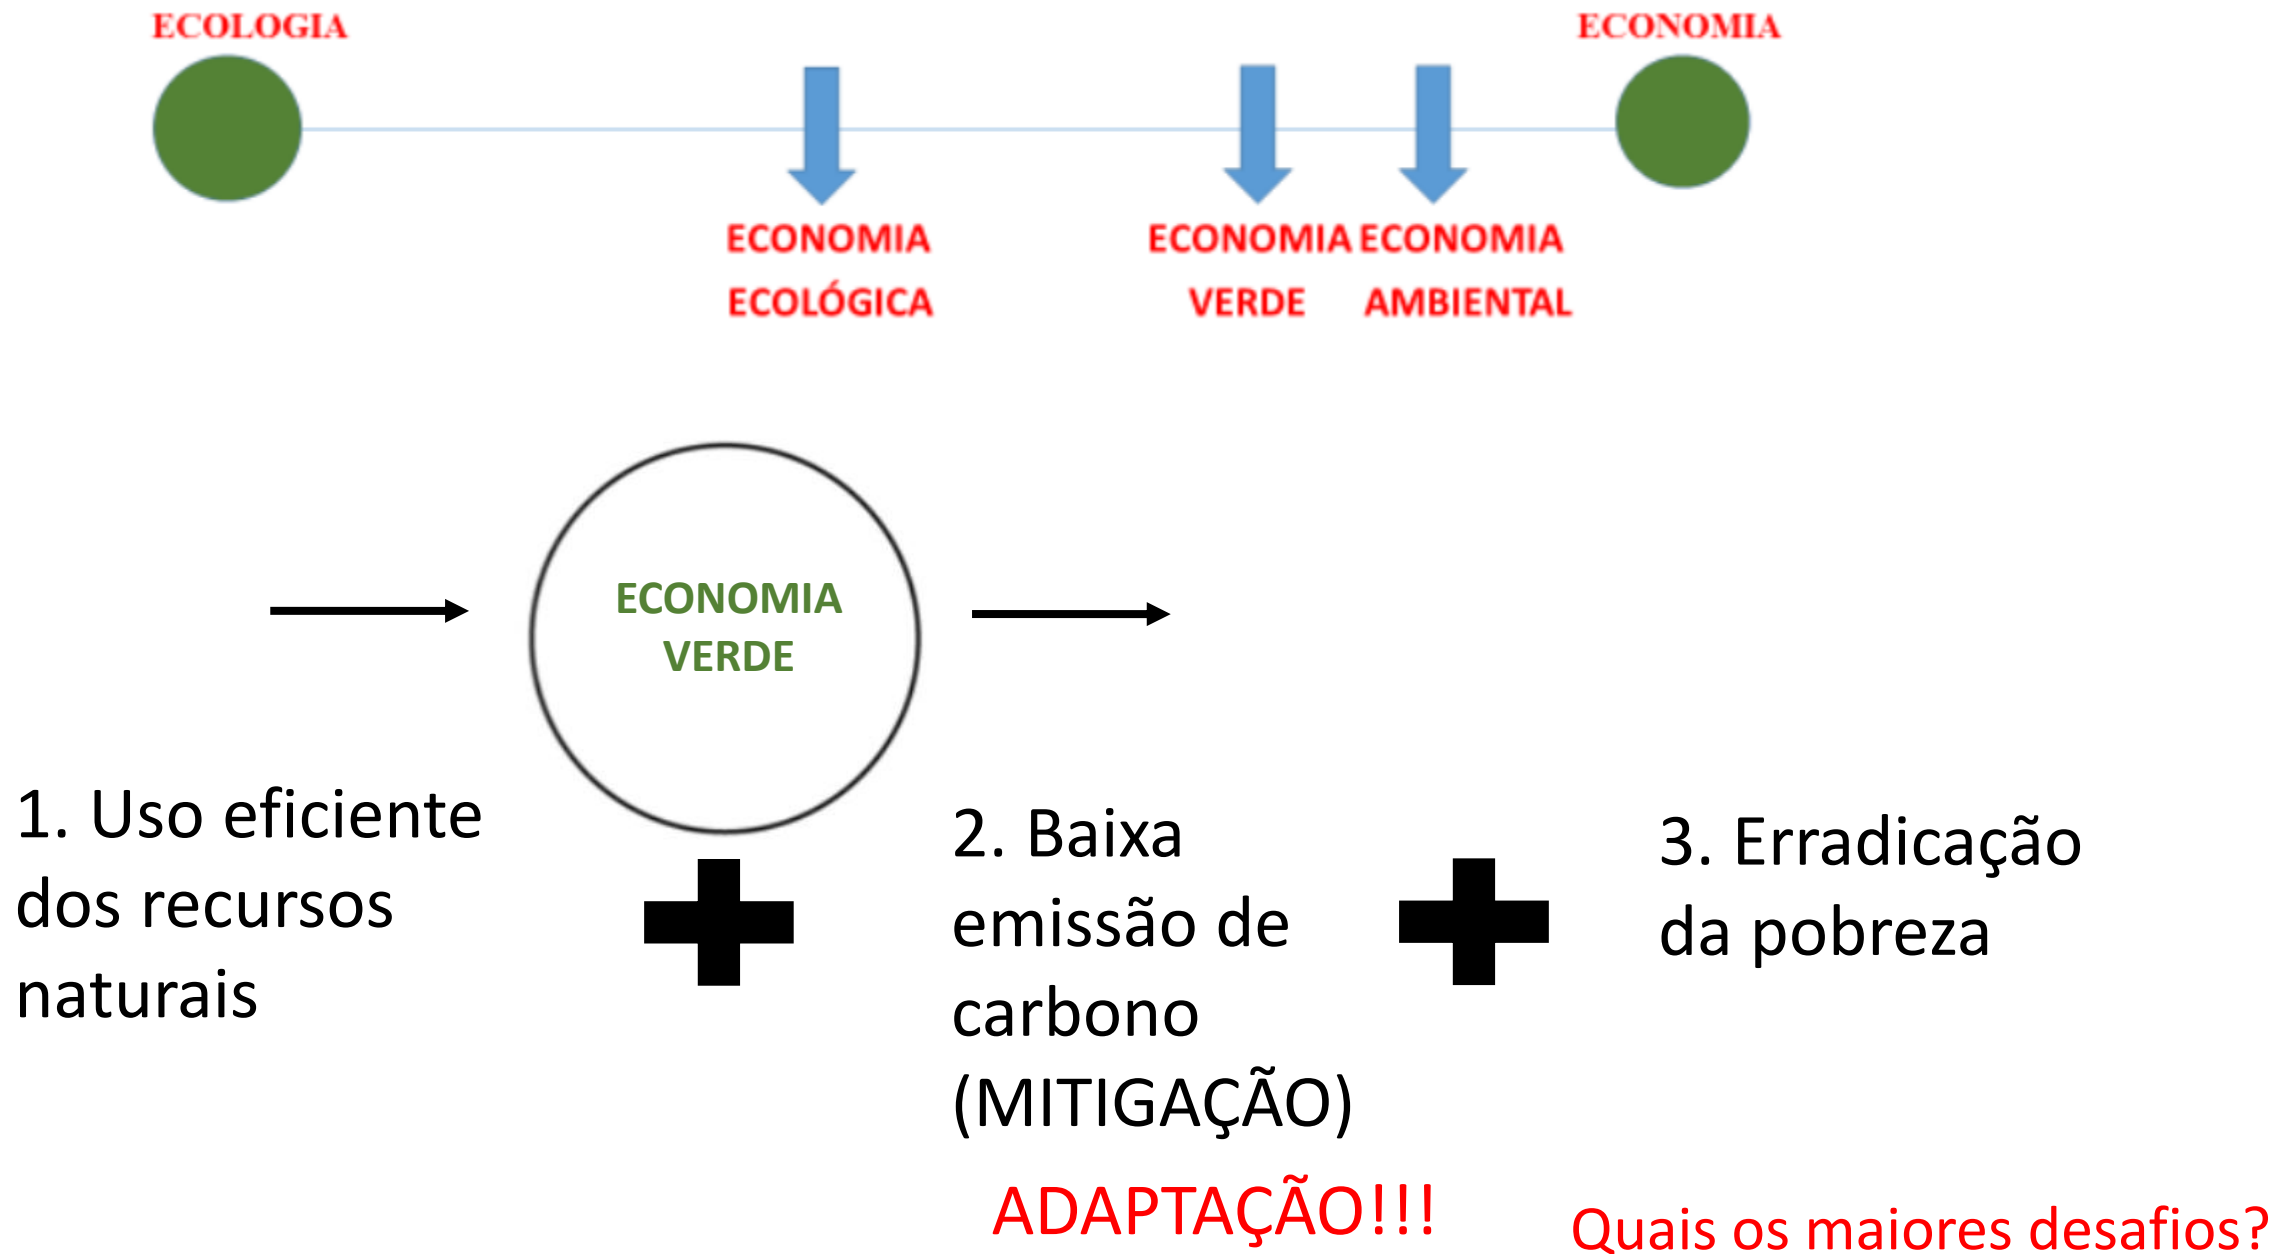 ECOLOGIA
ECONOMIA
ECONOMIA
ECOLÓGICA
ECONOMIA
VERDE
ECONOMIA
AMBIENTAL
ECONOMIA
VERDE
1. Uso eficiente
dos recursos
naturais
2. Baixa
emissão de
carbono
(MITIGAÇÃO)
ADAPTAÇÃO!!!
3. Erradicação
da pobreza
Quais os maiores desafios?